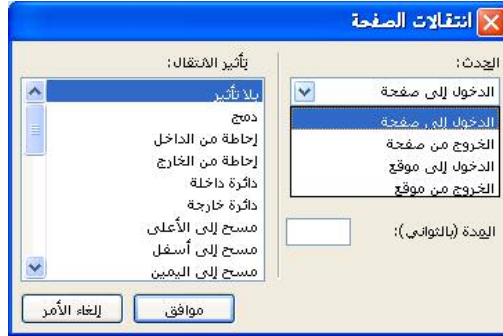 انتقالات الصفحة
الحدث:
الدخول إلى صفحة
الدخول إلى صفحة
الخروج من صفحة
الدخول إلى موقع
الخروج من موقع
المدة (بالثواني):
تأثير الانتقال:
بلا تأثير
دمج
إحاطة من الداخل
إحاطة من الخارج
دائرة داخلة
دائرة خارجة
مسح إلى الأعلى
مسح إلى أسفل
مسح إلى اليمين
موافق
إلغاء الأمر